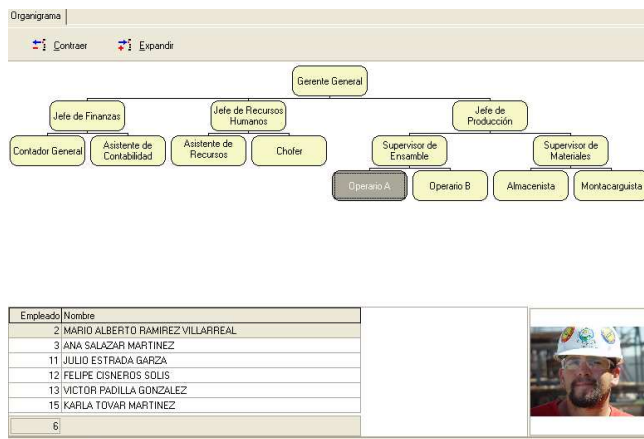 Organigrama
Contraer
Expandir
Gerente General
Jefe de Finanzas
Jefe de Recursos
Humanos
Jefe de
Producción
Contador General
Asistente de
Contabilidad
Asistente de
Recursos
Chofer
Supervisor de
Ensamble
Supervisor de
Materiales
Operario A
Operario B
Almacenista
Montacarguista
Empleado Nombre
2 MARIO ALBERTO RAMIREZ VILLARREAL
3 ANA SALAZAR MARTINEZ
11 JULIO ESTRADA GARZA
12 FELIPE CISNEROS SOLIS
13 VICTOR PADILLA GONZALEZ
15 KARLA TOVAR MARTINEZ
6